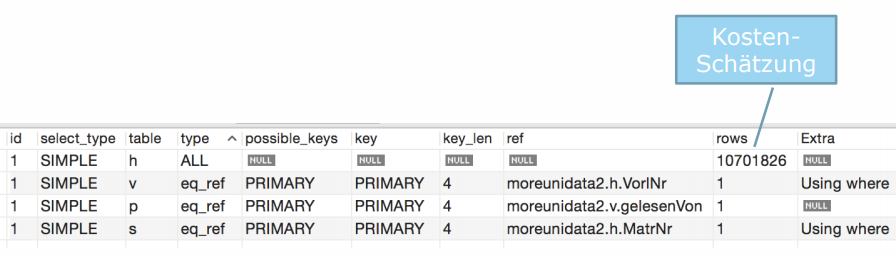 Kosten-
Schätzung
id select_type table type possible_keys key key_len ref rows Extra
1 SIMPLE h ALL NULL NULL NULL NULL 10701826 NULL
1 SIMPLE v eq_ref PRIMARY PRIMARY 4 moreunidata2.h.VorlNr 1 Using where
1 SIMPLE p eq_ref PRIMARY PRIMARY 4 moreunidata2.v.gelesenVon 1 NULL
1 SIMPLE s eq_ref PRIMARY PRIMARY 4 moreunidata2.h.MatrNr 1 Using where